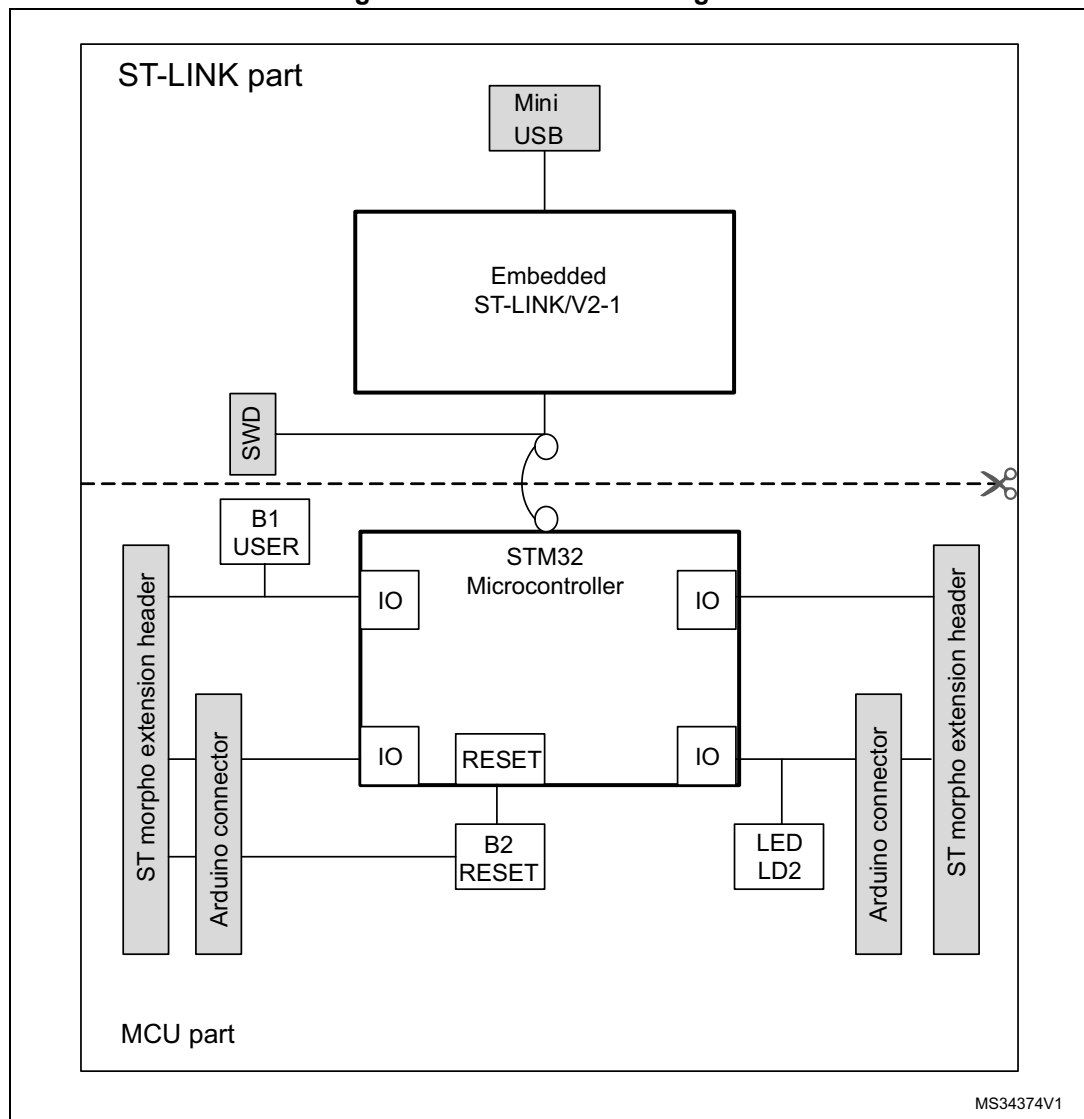 ST-LINK part
Mini
USB
Embedded
ST-LINK/V2-1
SWD
B1
USER
STM32
Microcontroller
IO
IO
ST morpho extension header
Arduino connector
IO
RESET
IO
B2
RESET
LED
LD2
Arduino connector
ST morpho extension header
MCU part
MS34374V1